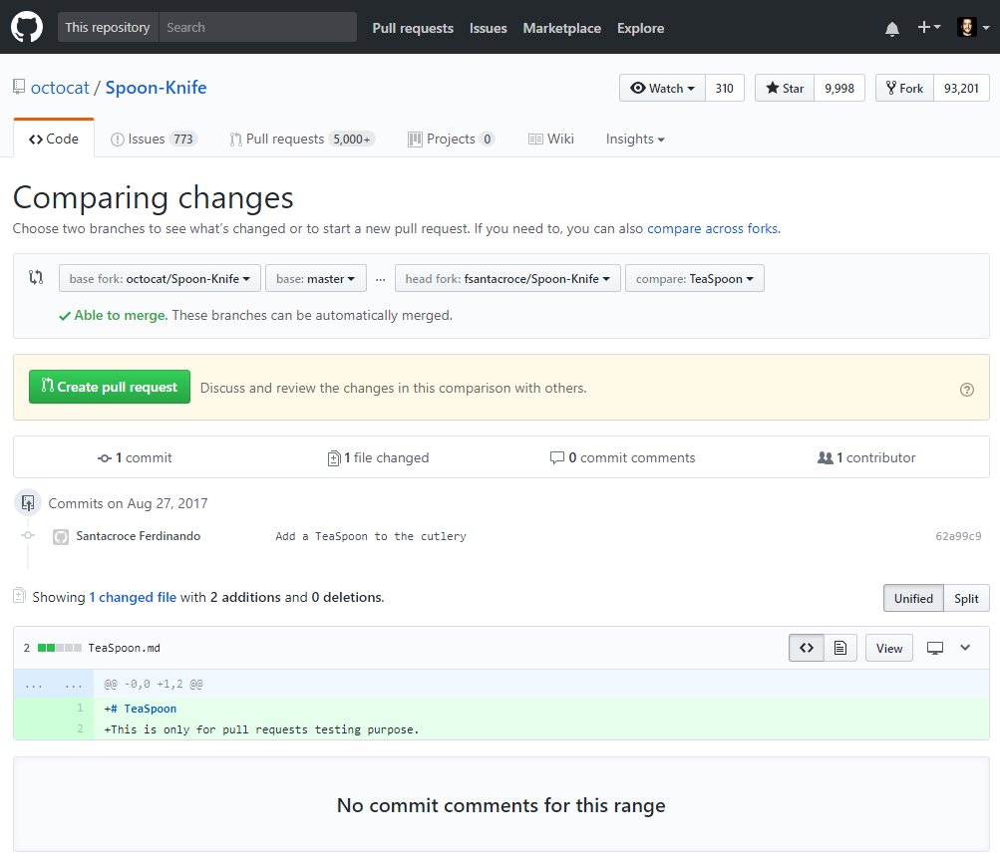 This repository Search Pull requests Issues Marketplace Explore
octocat / Spoon-Knife Watch 310 Star 9,998 Fork 93,201
Code Issues 773 Pull requests 5,000+ Projects 0 Wiki Insights
Comparing changes
Choose two branches to see what's changed or to start a new pull request. If you need to, you can also compare across forks.
base fork: octocat/Spoon-Knife base: master ... head fork: fsantacroce/Spoon-Knife compare: TeaSpoon
Able to merge. These branches can be automatically merged.
Create pull request Discuss and review the changes in this comparison with others. ?
1 commit 1 file changed 0 commit comments 1 contributor
Commits on Aug 27, 2017
Santacroce Ferdinando Add a TeaSpoon to the cutlery 62a99c9
Showing 1 changed file with 2 additions and 0 deletions. Unified Split
2 TeaSpoon.md <> View
... ... @@ -0,0 +1,2 @@
1 +# TeaSpoon
2 +This is only for pull requests testing purpose.
No commit comments for this range